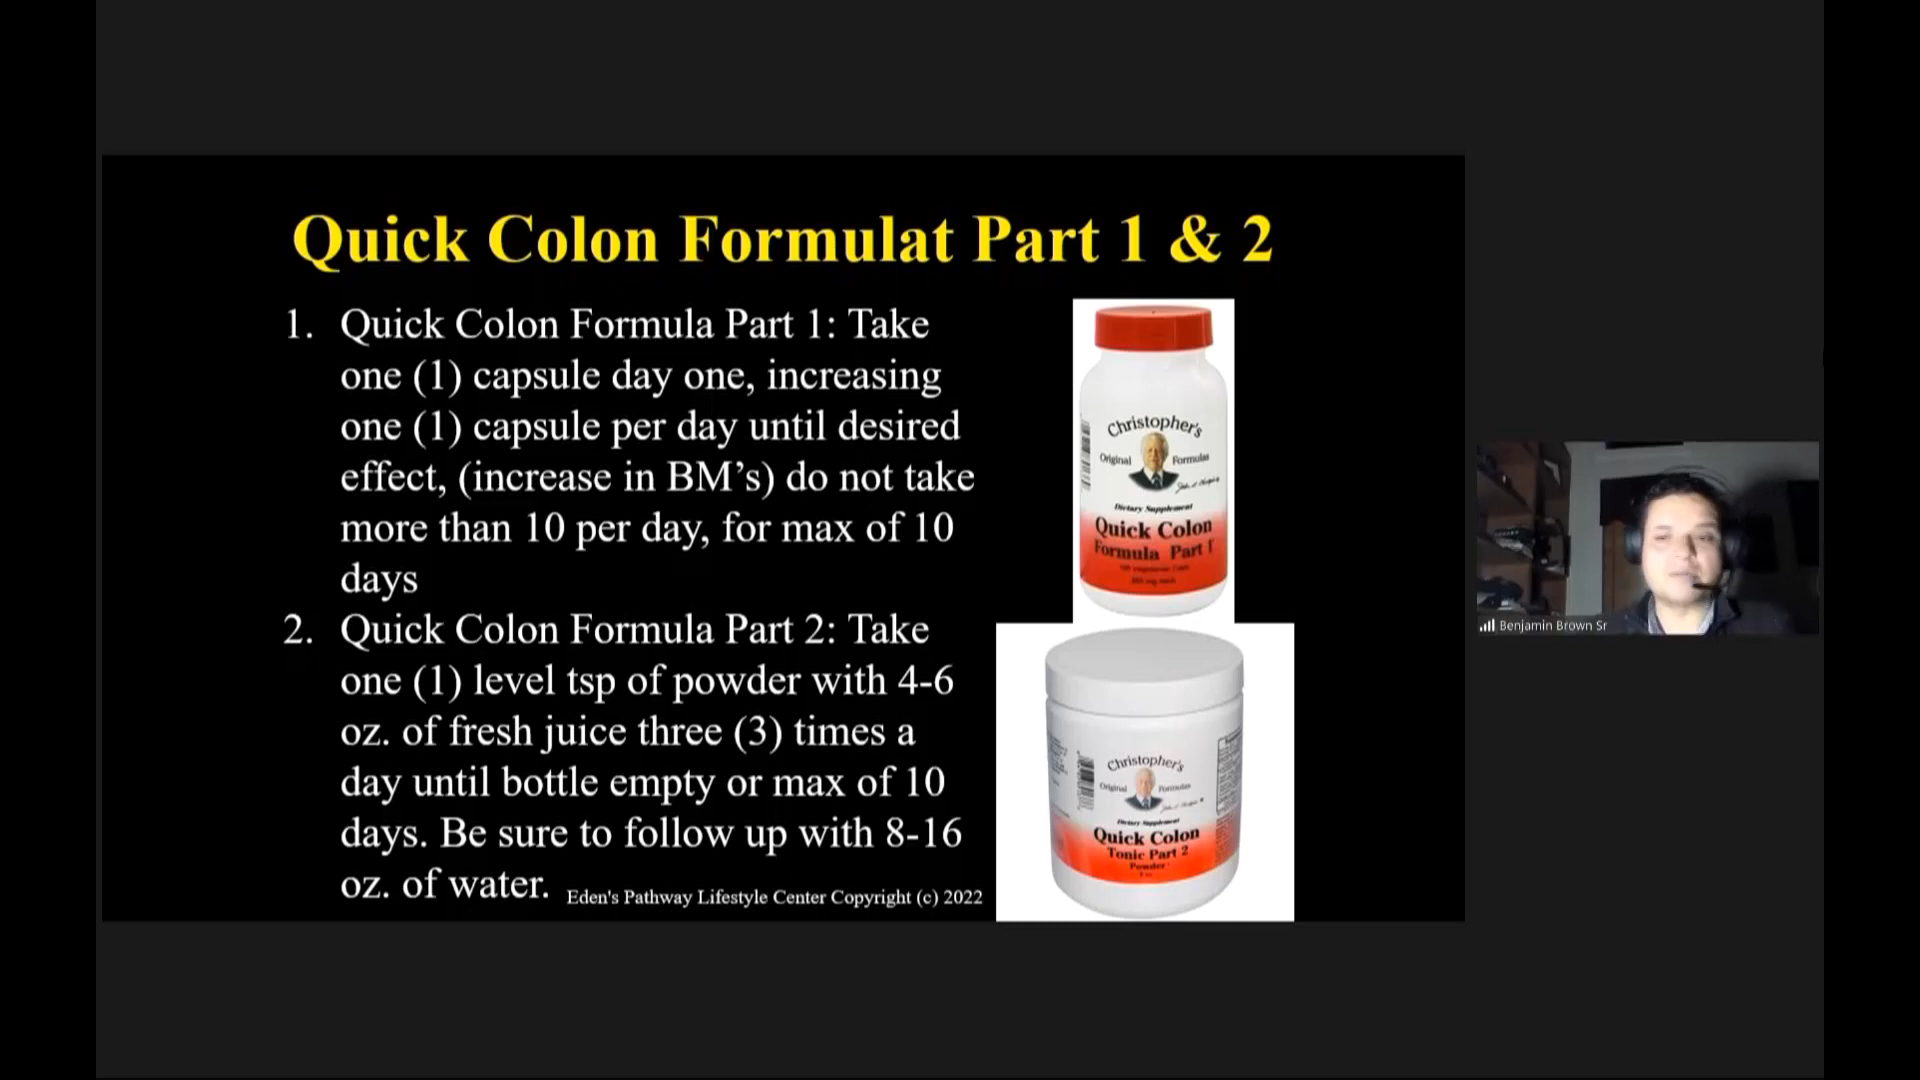 Quick Colon Formulat Part 1 & 2
1. Quick Colon Formula Part 1: Take
one (1) capsule day one, increasing
one (1) capsule per day until desired
effect, (increase in BM’s) do not take
more than 10 per day, for max of 10
days
2. Quick Colon Formula Part 2: Take
one (1) level tsp of powder with 4-6
oz. of fresh juice three (3) times a
day until bottle empty or max of 10
days. Be sure to follow up with 8-16
oz. of water.
Eden's Pathway Lifestyle Center Copyright (c) 2022
Christopher's
Original Formulas
Dietary Supplement
Quick Colon
Formula Part 1
Christopher's
Original Formulas
Dietary Supplement
Quick Colon
Tonic Part 2
Powder
Benjamin Brown Sr